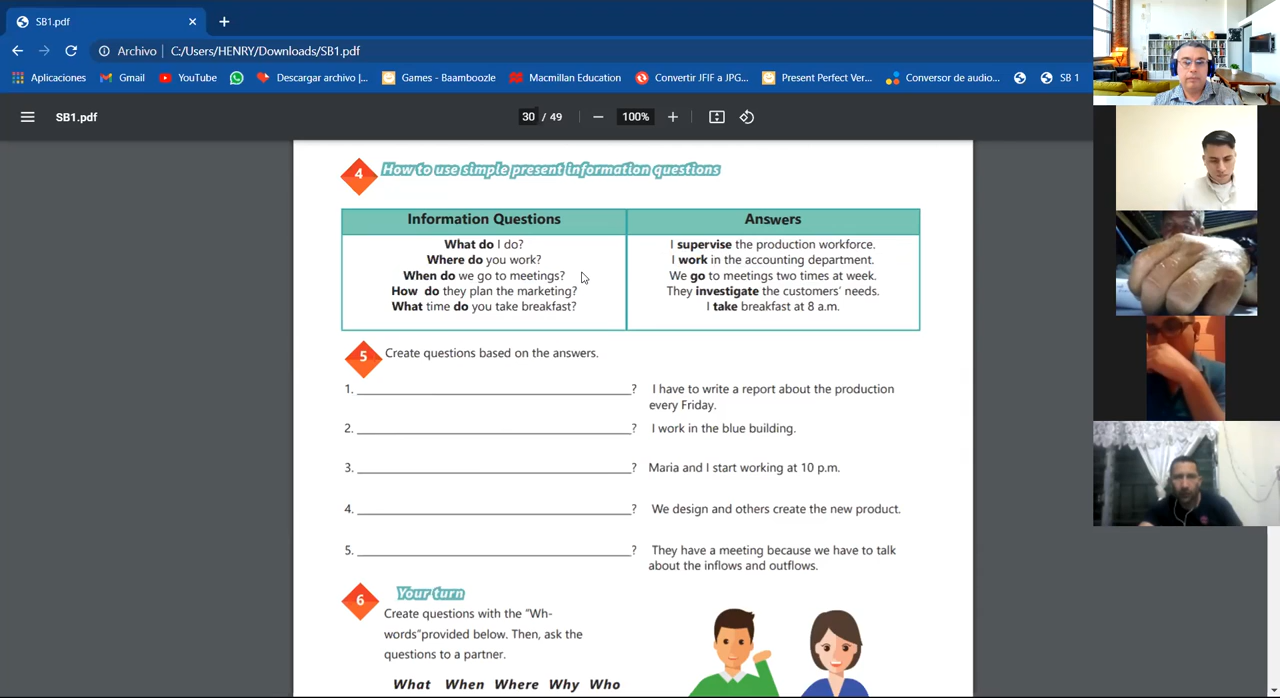 SB1.pdf
Archivo C:/Users/HENRY/Downloads/SB1.pdf
Aplicaciones Gmail YouTube Descargar archivo |... Games - Baamboozle Macmillan Education Convertir JFIF a JPG... Present Perfect Ver... Conversor de audio... SB 1
SB1.pdf 30 / 49 100%
4 How to use simple present information questions
Information Questions Answers
What do I do? I supervise the production workforce.
Where do you work? I work in the accounting department.
When do we go to meetings? We go to meetings two times at week.
How do they plan the marketing? They investigate the customers' needs.
What time do you take breakfast? I take breakfast at 8 a.m.
5 Create questions based on the answers.
1. ? I have to write a report about the production
every Friday.
2. ? I work in the blue building.
3. ? Maria and I start working at 10 p.m.
4. ? We design and others create the new product.
5. ? They have a meeting because we have to talk
about the inflows and outflows.
6 Your turn
Create questions with the "Wh-
words"provided below. Then, ask the
questions to a partner.
What When Where Why Who